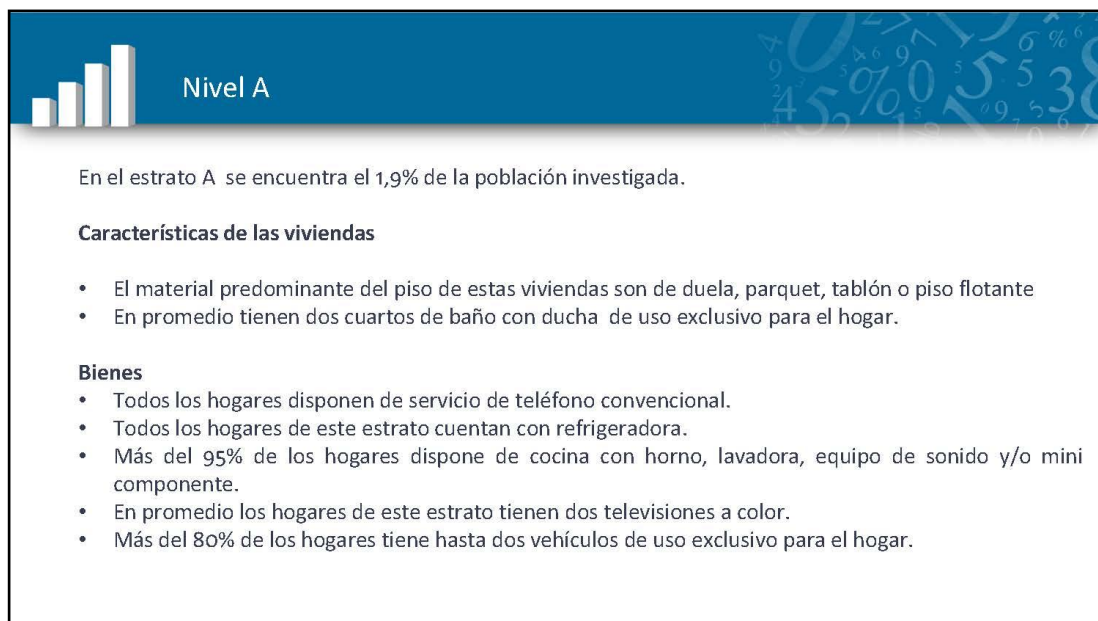 Nivel A
En el estrato A se encuentra el 1,9% de la población investigada.
Características de las viviendas
• El material predominante del piso de estas viviendas son de duela, parquet, tablón o piso flotante
• En promedio tienen dos cuartos de baño con ducha de uso exclusivo para el hogar.
Bienes
• Todos los hogares disponen de servicio de teléfono convencional.
• Todos los hogares de este estrato cuentan con refrigeradora.
• Más del 95% de los hogares dispone de cocina con horno, lavadora, equipo de sonido y/o mini
componente.
• En promedio los hogares de este estrato tienen dos televisiones a color.
• Más del 80% de los hogares tiene hasta dos vehículos de uso exclusivo para el hogar.